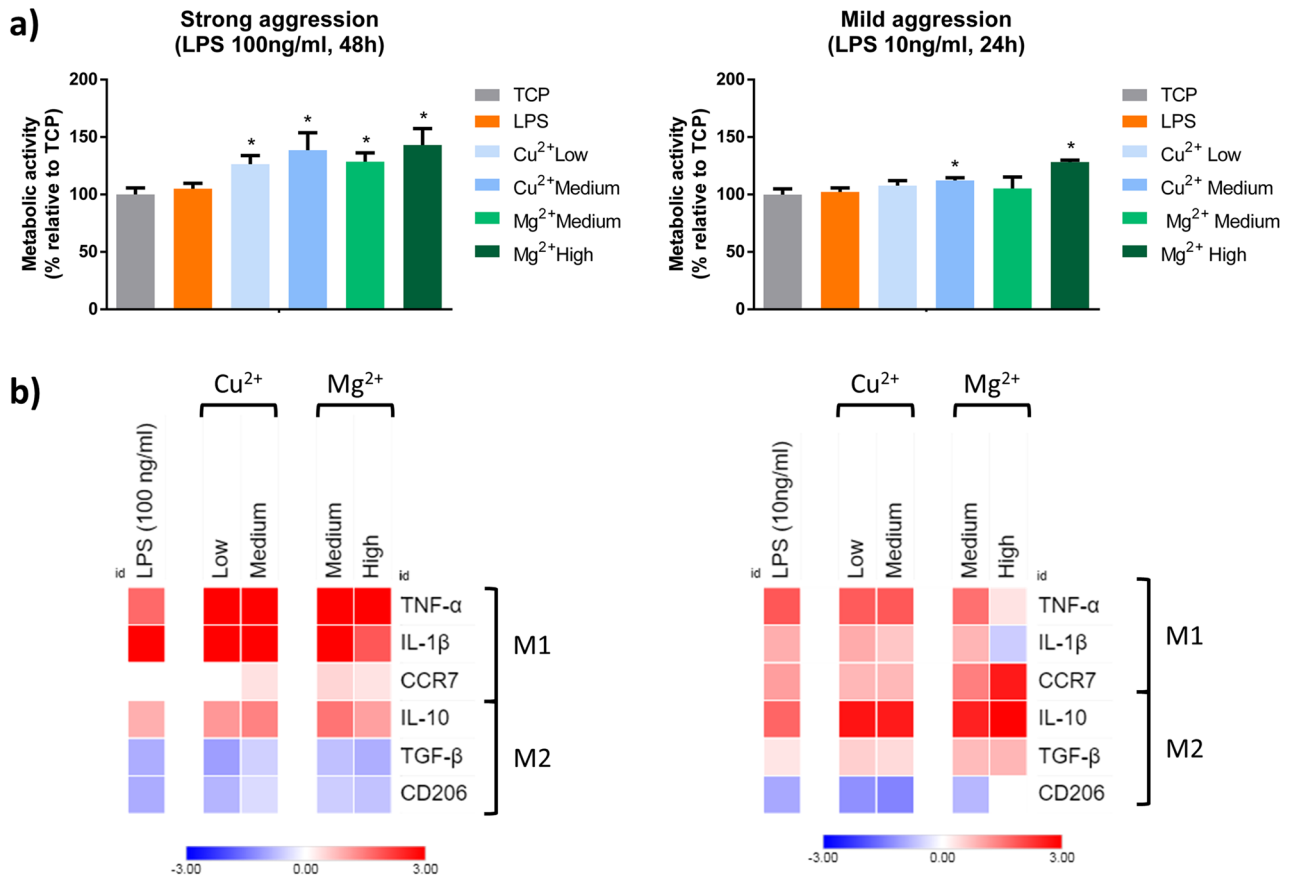 a)
Strong aggression
(LPS 100ng/ml, 48h)
Metabolic activity
(% relative to TCP)
200
150
100
50
0
*
*
*
*
TCP
LPS
Cu²⁺Low
Cu²⁺Medium
Mg²⁺Medium
Mg²⁺High
Mild aggression
(LPS 10ng/ml, 24h)
Metabolic activity
(% relative to TCP)
200
150
100
50
0
*
*
TCP
LPS
Cu²⁺ Low
Cu²⁺ Medium
Mg²⁺ Medium
Mg²⁺ High
b)
Cu²⁺
Mg²⁺
id
LPS (100 ng/ml)
Low
Medium
Medium
High
id
TNF-α
IL-1β
CCR7
IL-10
TGF-β
CD206
M1
M2
-3.00
0.00
3.00
Cu²⁺
Mg²⁺
id
LPS (10ng/ml)
Low
Medium
Medium
High
id
TNF-α
IL-1β
CCR7
IL-10
TGF-β
CD206
M1
M2
-3.00
0.00
3.00